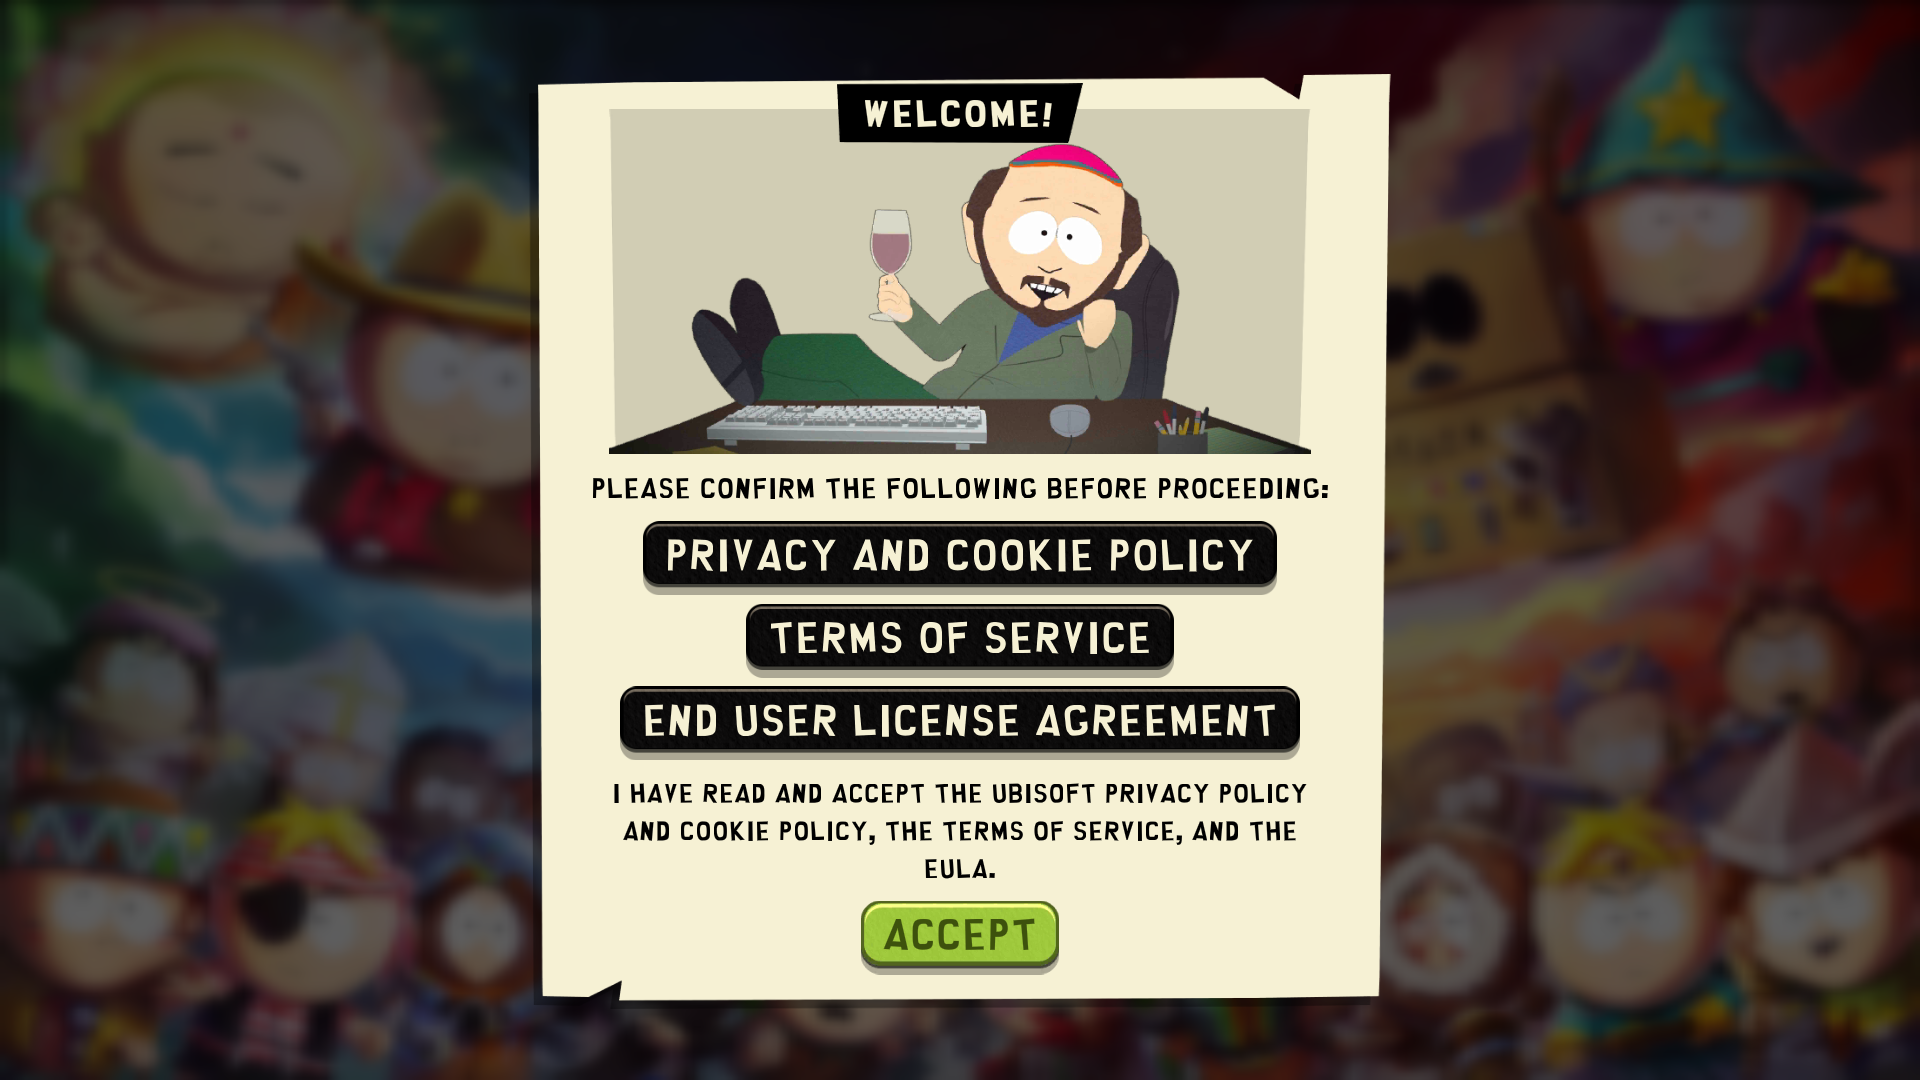 WELCOME!
PLEASE CONFIRM THE FOLLOWING BEFORE PROCEEDING:
PRIVACY AND COOKIE POLICY
TERMS OF SERVICE
END USER LICENSE AGREEMENT
I HAVE READ AND ACCEPT THE UBISOFT PRIVACY POLICY
AND COOKIE POLICY, THE TERMS OF SERVICE, AND THE
EULA.
ACCEPT